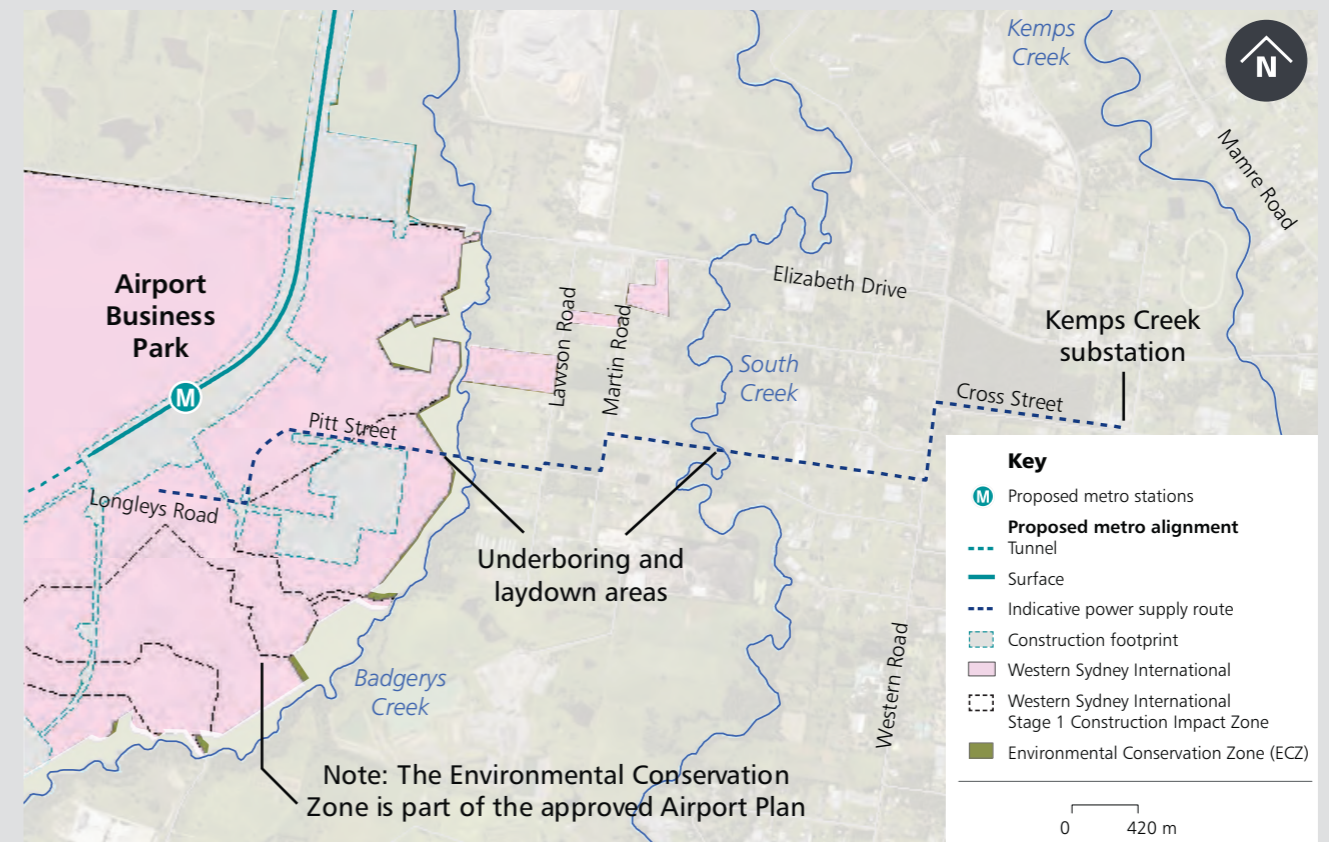 Kemps
Creek
N
Mamre Road
Elizabeth Drive
Airport
Business
Park
Lawson Road
Martin Road
Kemps Creek
substation
South
Creek
M
Cross Street
Pitt Street
Longleys Road
Underboring and
laydown areas
Western Road
Badgerys
Creek
Note: The Environmental Conservation
Zone is part of the approved Airport Plan
Key
M Proposed metro stations
Proposed metro alignment
Tunnel
Surface
Indicative power supply route
Construction footprint
Western Sydney International
Western Sydney International
Stage 1 Construction Impact Zone
Environmental Conservation Zone (ECZ)
0 420 m